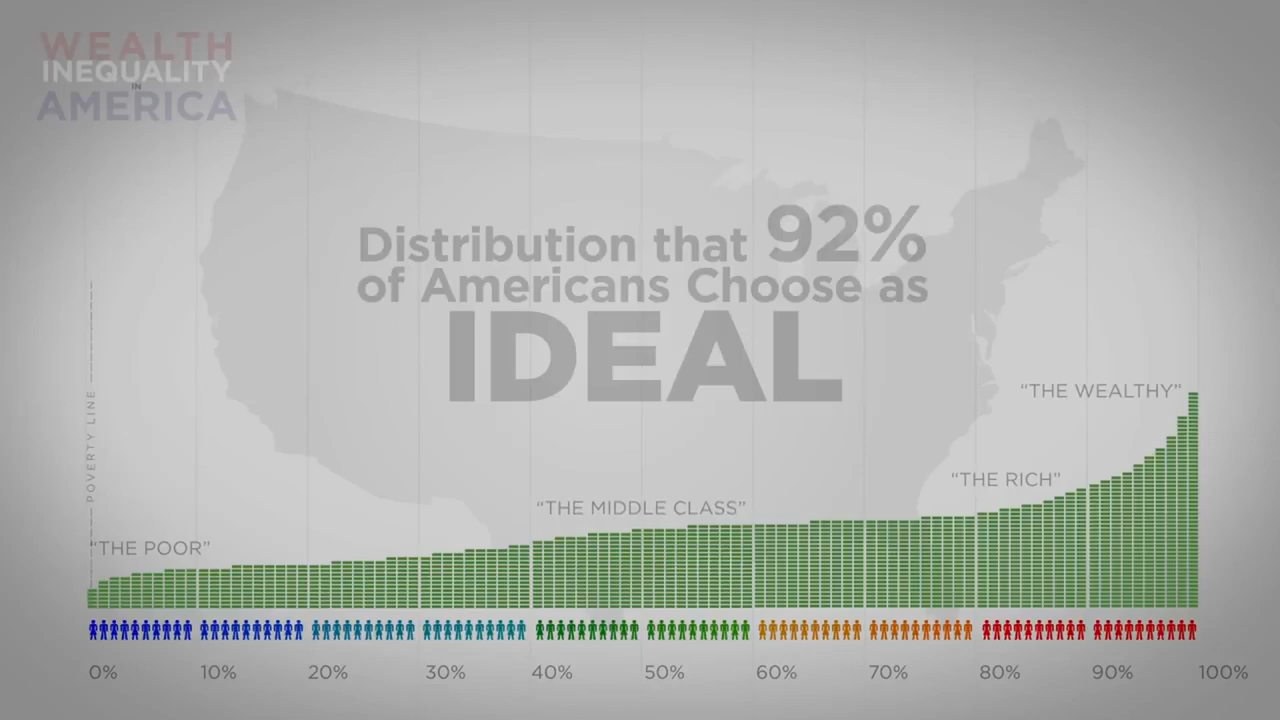 WEALTH
INEQUALITY
IN
AMERICA
Distribution that 92%
of Americans Choose as
IDEAL
“THE WEALTHY”
“THE RICH”
“THE MIDDLE CLASS”
“THE POOR”
POVERTY LINE
0% 10% 20% 30% 40% 50% 60% 70% 80% 90% 100%